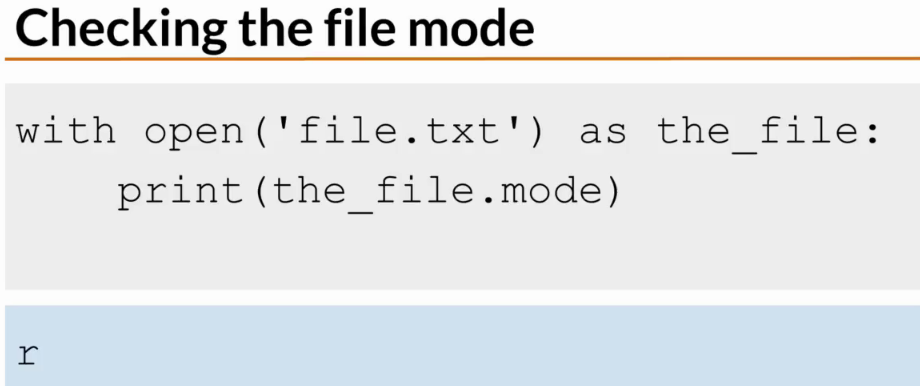 Checking the file mode
with open('file.txt') as the_file:
    print(the_file.mode)
r